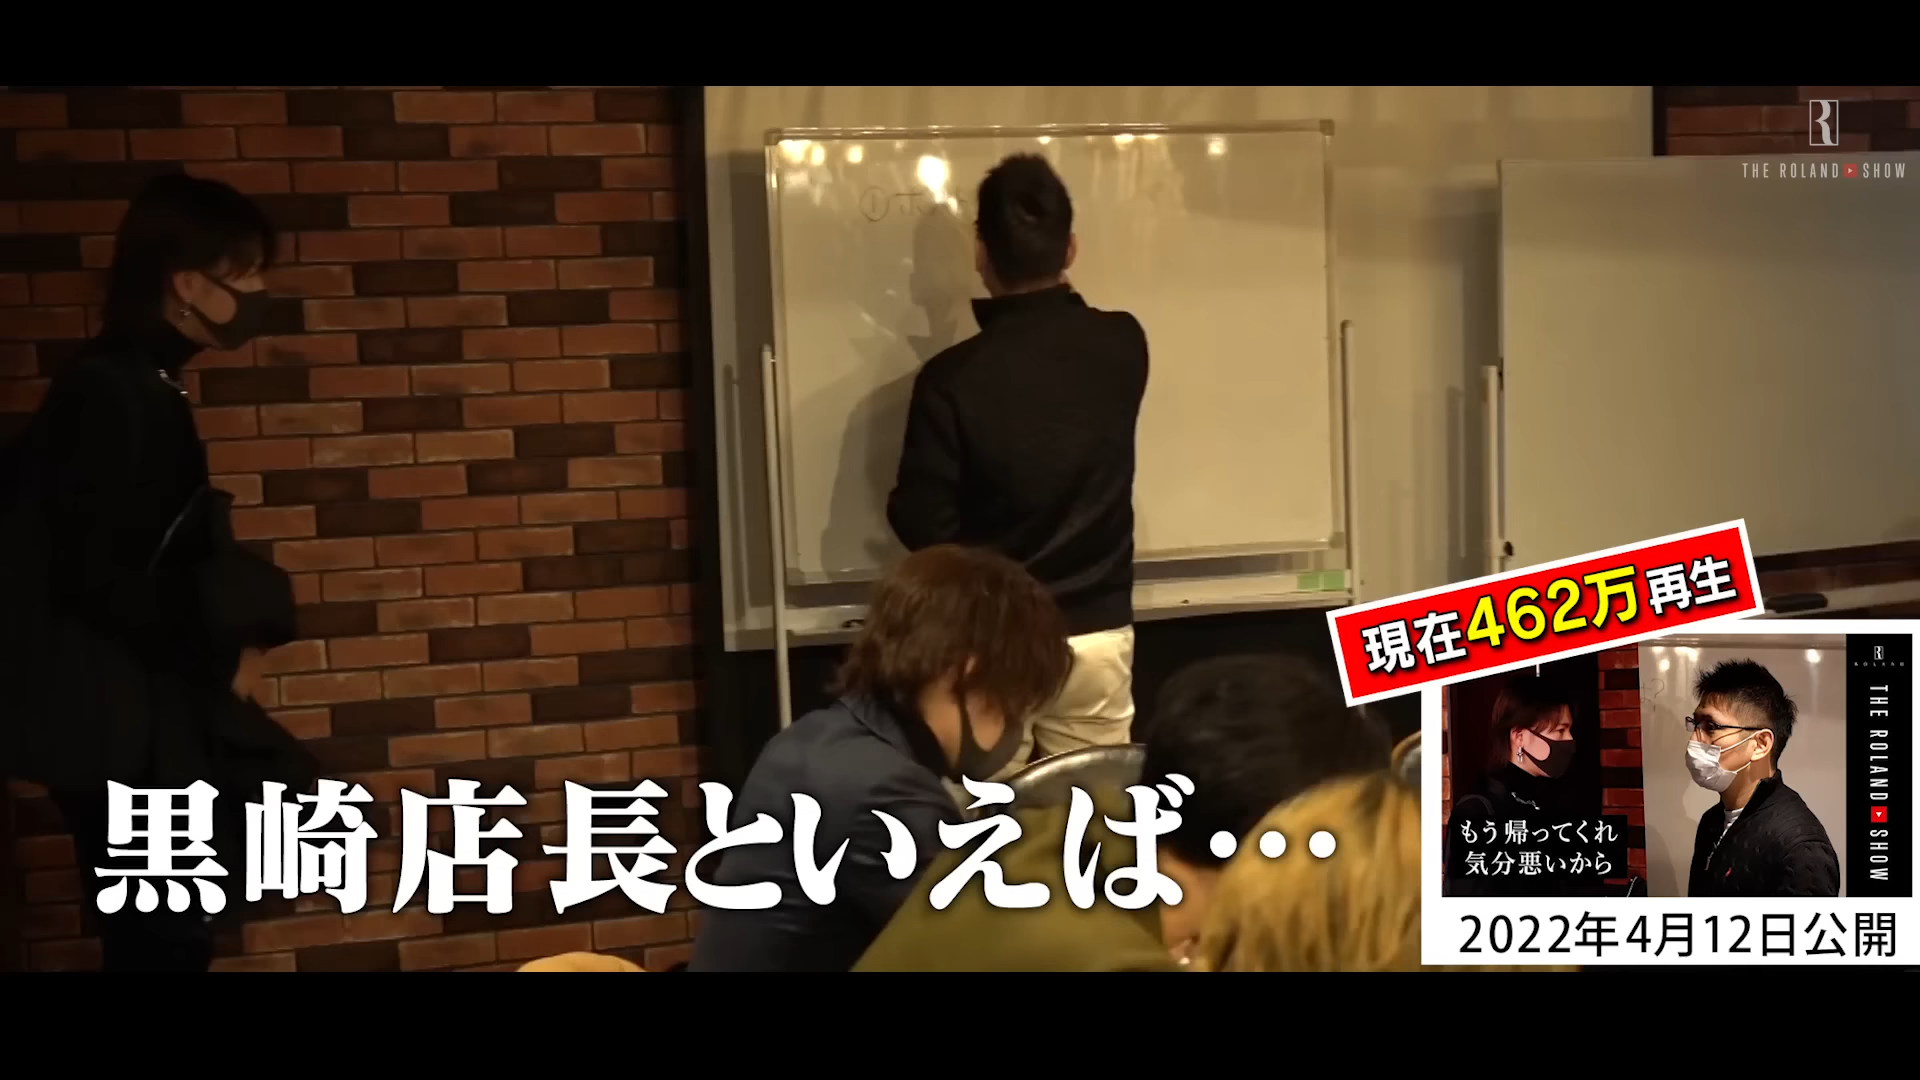 THE ROLAND SHOW
現在462万再生
ROLAND
THE ROLAND SHOW
もう帰ってくれ
気分悪いから
2022年4月12日公開
黒崎店長といえば…